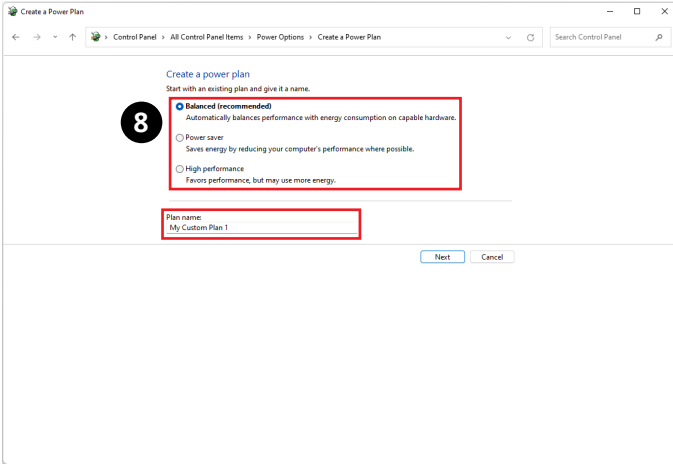 Create a Power Plan
Control Panel > All Control Panel Items > Power Options > Create a Power Plan
Search Control Panel
Create a power plan
Start with an existing plan and give it a name.
8
Balanced (recommended)
Automatically balances performance with energy consumption on capable hardware.
Power saver
Saves energy by reducing your computer's performance where possible.
High performance
Favors performance, but may use more energy.
Plan name:
My Custom Plan 1
Next Cancel